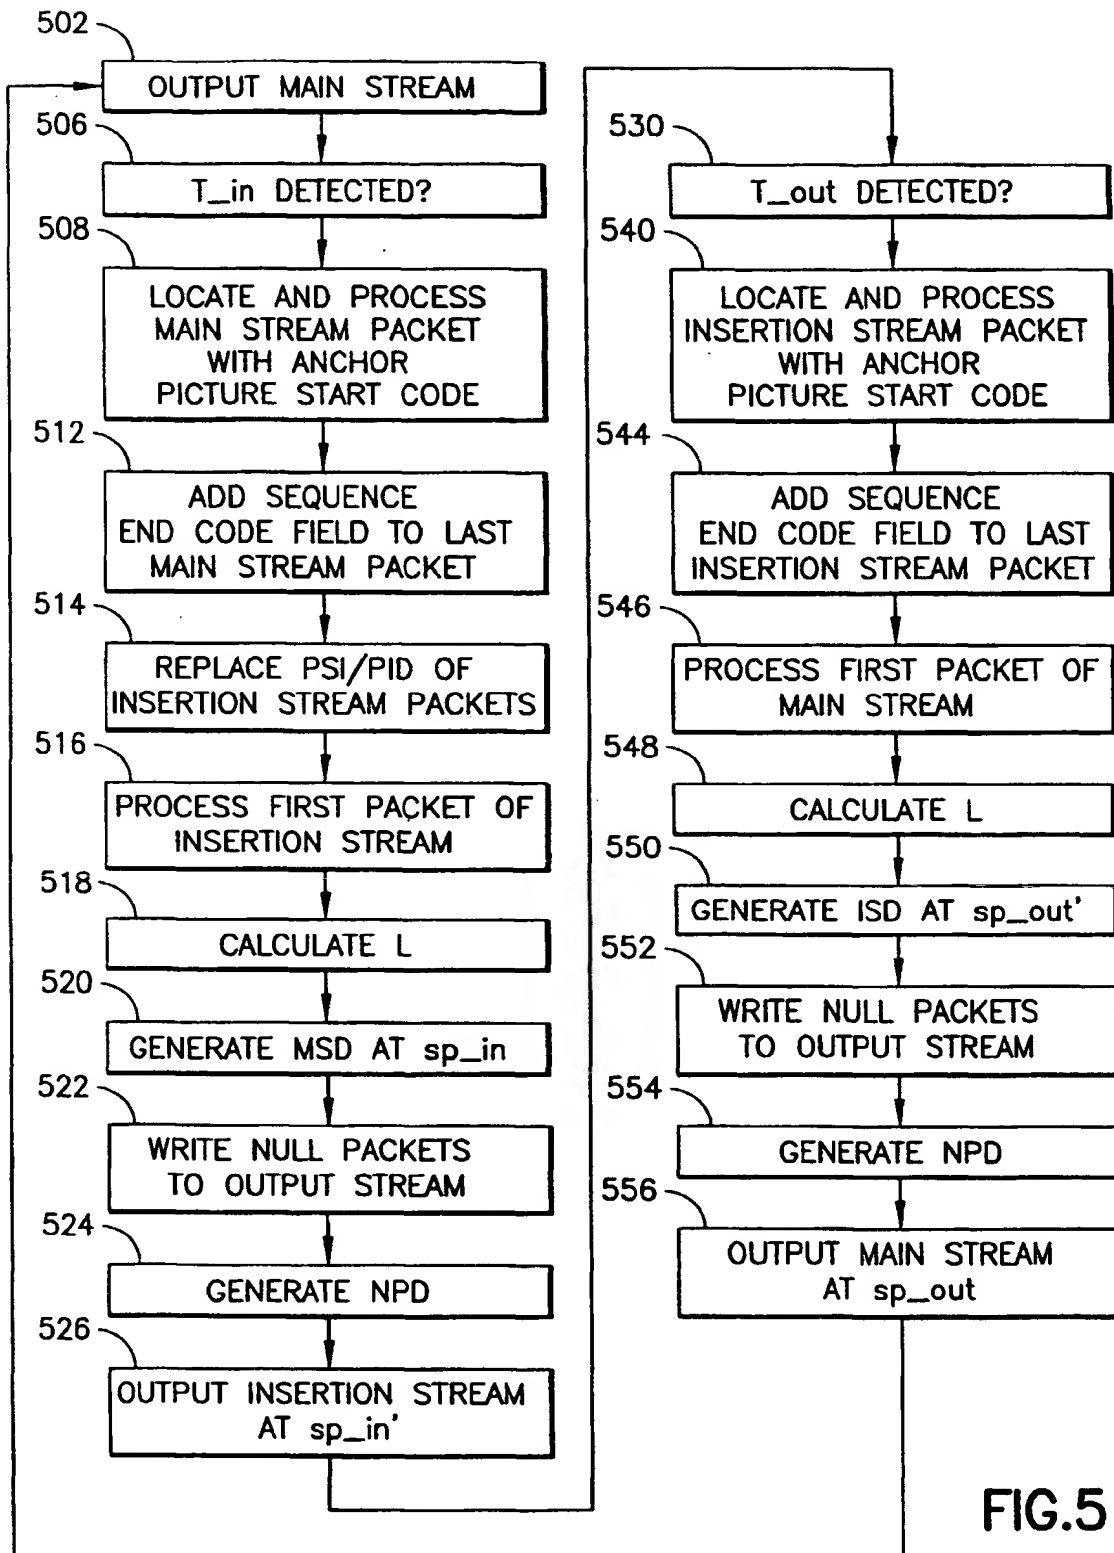 502
OUTPUT MAIN STREAM
506
T_in DETECTED?
508
LOCATE AND PROCESS
MAIN STREAM PACKET
WITH ANCHOR
PICTURE START CODE
512
ADD SEQUENCE
END CODE FIELD TO LAST
MAIN STREAM PACKET
514
REPLACE PSI/PID OF
INSERTION STREAM PACKETS
516
PROCESS FIRST PACKET OF
INSERTION STREAM
518
CALCULATE L
520
GENERATE MSD AT sp_in
522
WRITE NULL PACKETS
TO OUTPUT STREAM
524
GENERATE NPD
526
OUTPUT INSERTION STREAM
AT sp_in'
530
T_out DETECTED?
540
LOCATE AND PROCESS
INSERTION STREAM PACKET
WITH ANCHOR
PICTURE START CODE
544
ADD SEQUENCE
END CODE FIELD TO LAST
INSERTION STREAM PACKET
546
PROCESS FIRST PACKET OF
MAIN STREAM
548
CALCULATE L
550
GENERATE ISD AT sp_out'
552
WRITE NULL PACKETS
TO OUTPUT STREAM
554
GENERATE NPD
556
OUTPUT MAIN STREAM
AT sp_out
FIG.5